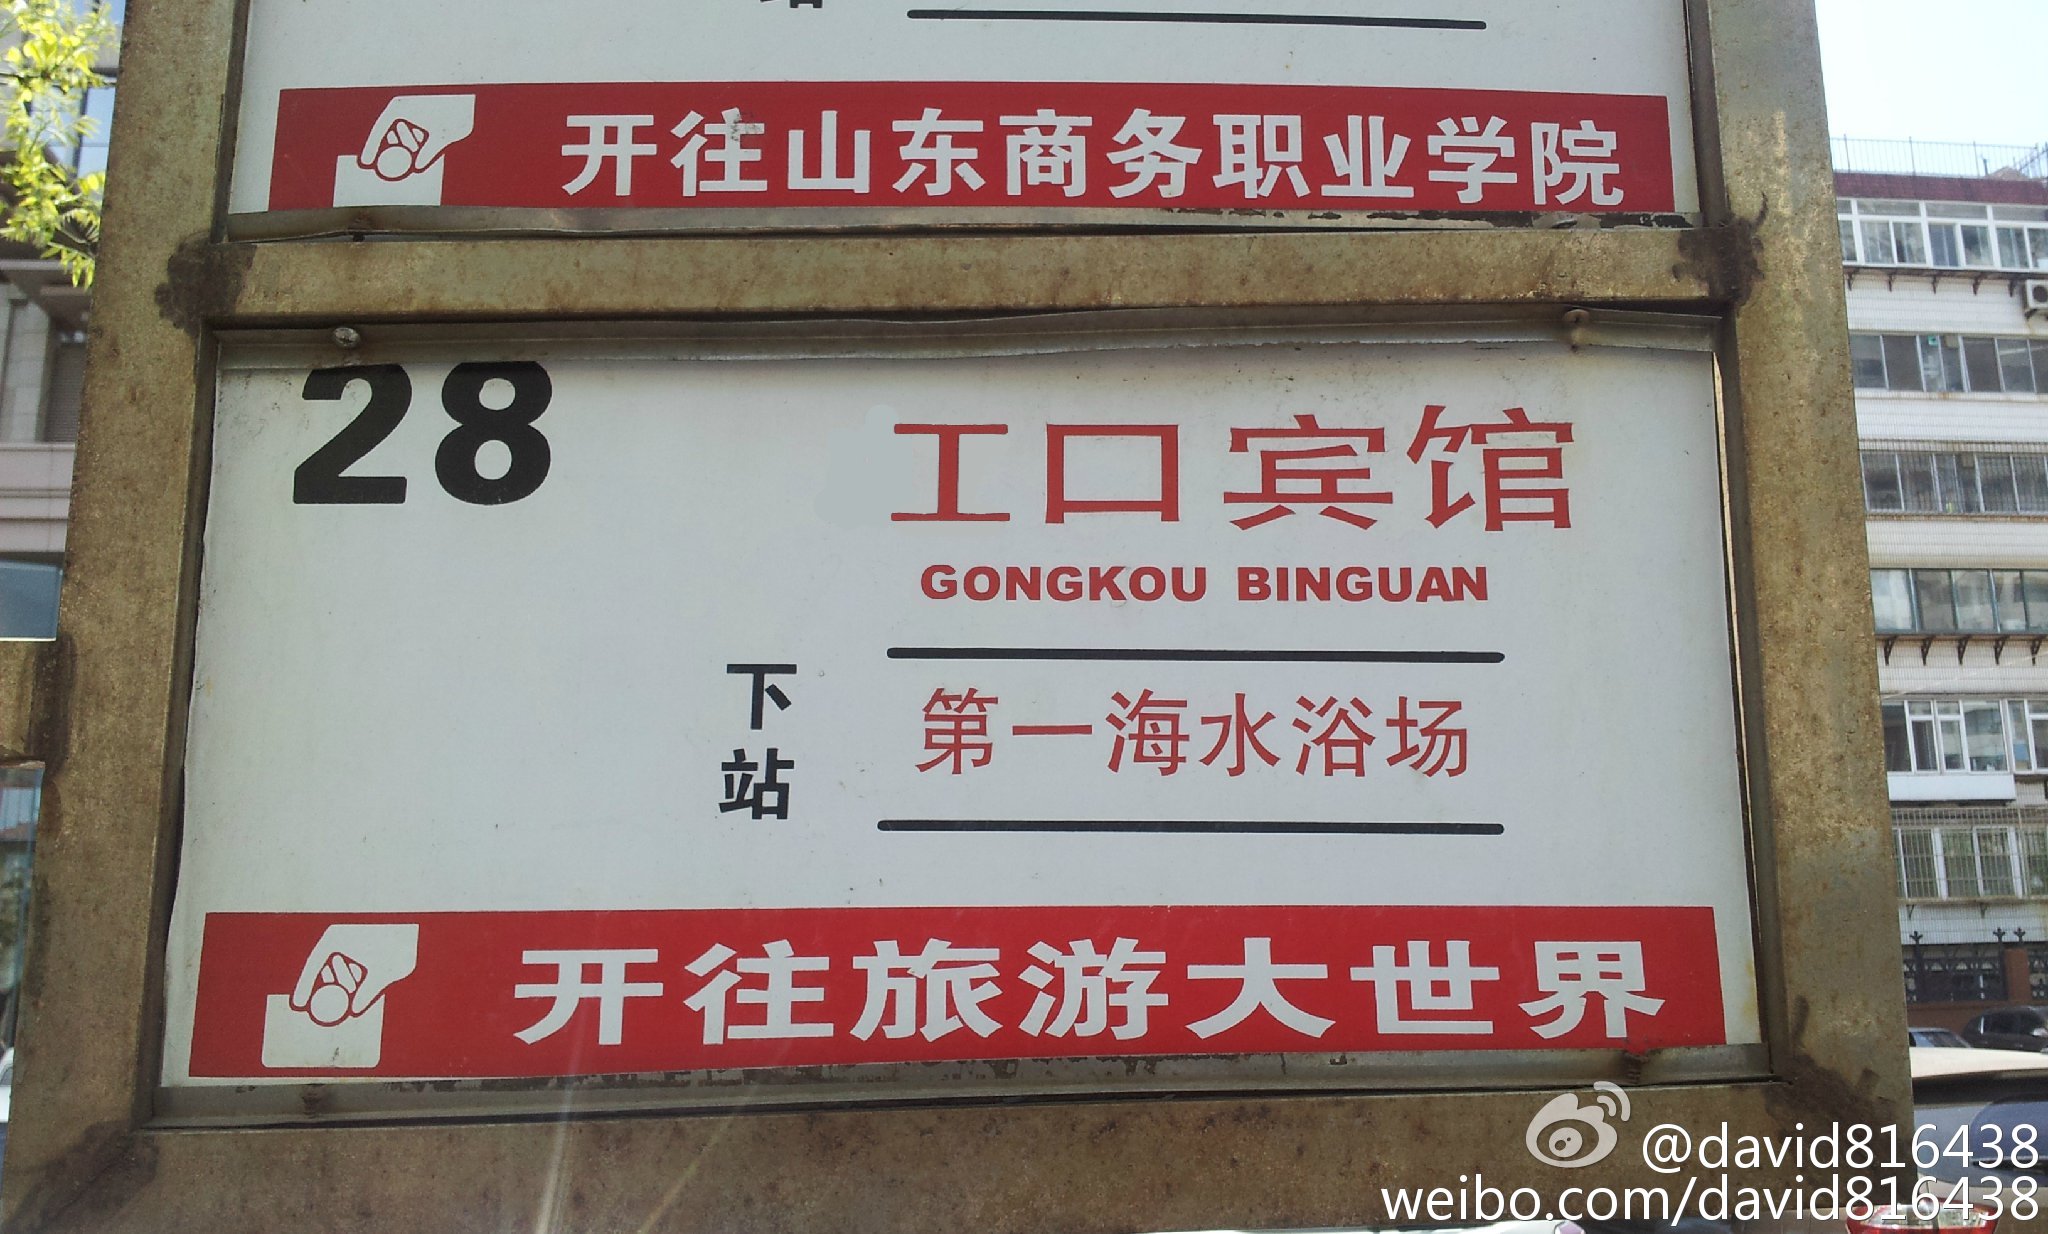 开往山东商务职业学院
28
工口宾馆
GONGKOU BINGUAN
下站
第一海水浴场
开往旅游大世界
@david816438
weibo.com/david816438